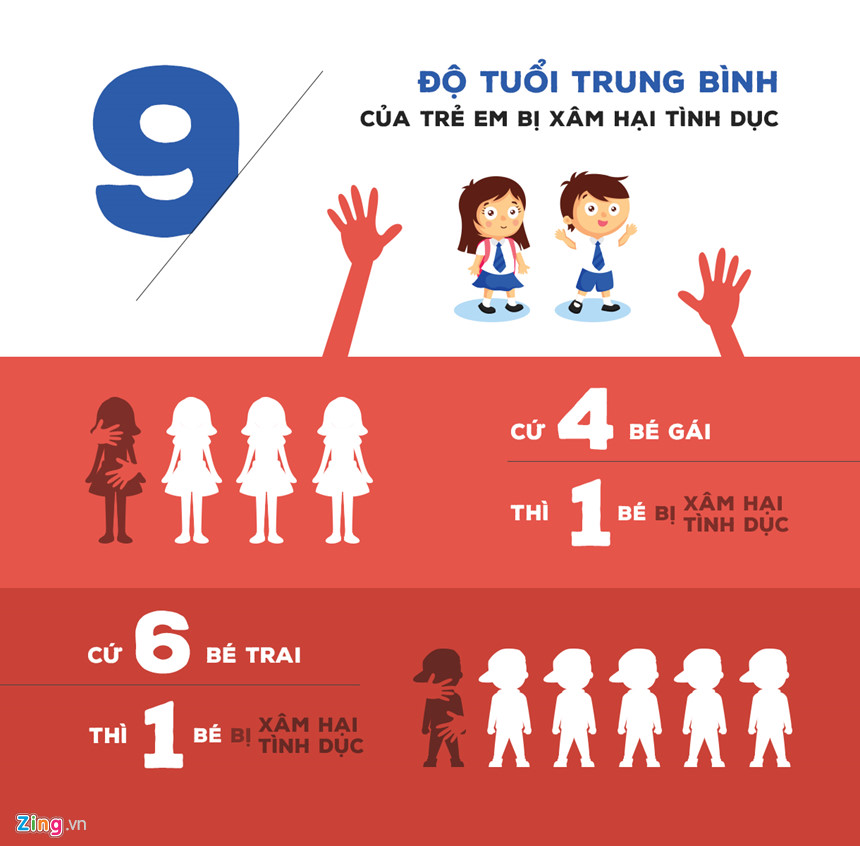 9
ĐỘ TUỔI TRUNG BÌNH
CỦA TRẺ EM BỊ XÂM HẠI TÌNH DỤC
CỨ 4 BÉ GÁI
THÌ 1 BÉ BỊ XÂM HẠI
TÌNH DỤC
CỨ 6 BÉ TRAI
THÌ 1 BÉ BỊ XÂM HẠI
TÌNH DỤC
Zing.vn